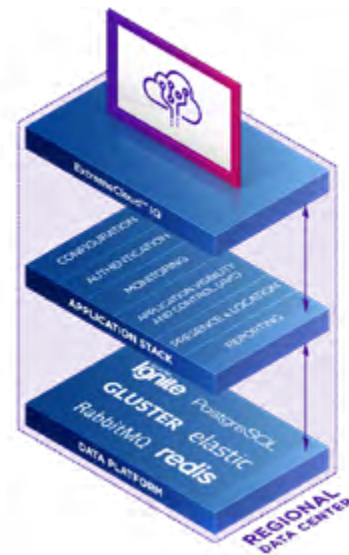 ExtremeCloud™ IQ
CONFIGURATION
AUTHENTICATION
MONITORING
APPLICATION VISIBILITY
AND CONTROL (AVC)
PRESENCE & LOCATION
REPORTING
APPLICATION STACK
Ignite
PostgreSQL
GLUSTER
elastic
RabbitMQ
redis
DATA PLATFORM
REGIONAL
DATA CENTER